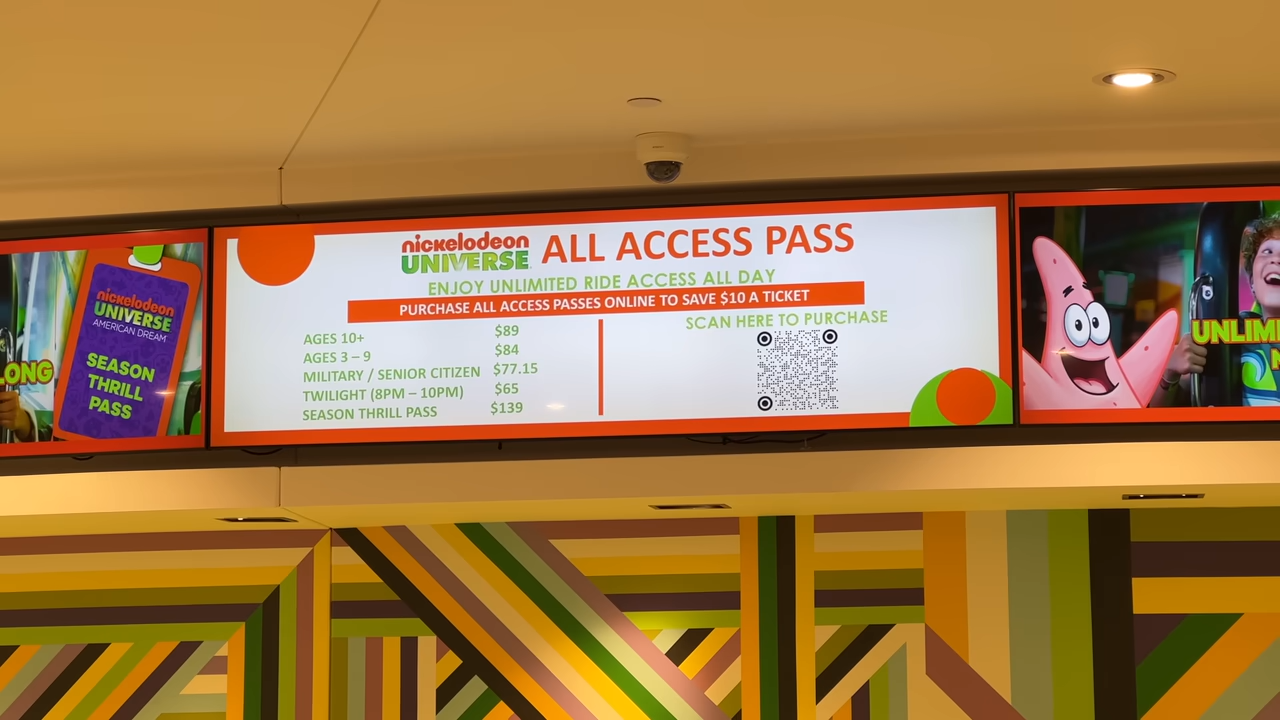 LONG
nickelodeon
UNIVERSE
AMERICAN DREAM
SEASON
THRILL
PASS
nickelodeon
UNIVERSE
ALL ACCESS PASS
ENJOY UNLIMITED RIDE ACCESS ALL DAY
PURCHASE ALL ACCESS PASSES ONLINE TO SAVE $10 A TICKET
AGES 10+ $89
AGES 3 – 9 $84
MILITARY / SENIOR CITIZEN $77.15
TWILIGHT (8PM – 10PM) $65
SEASON THRILL PASS $139
SCAN HERE TO PURCHASE
UNLIM